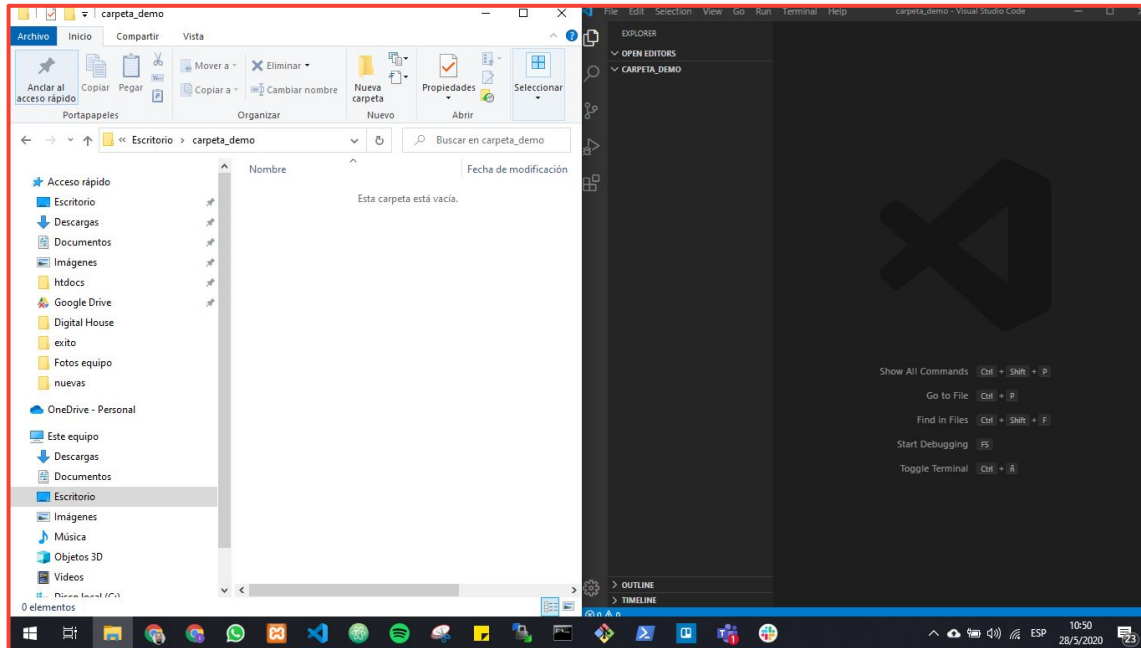 carpeta_demo
Archivo Inicio Compartir Vista
Anclar al acceso rápido
Copiar
Pegar
Mover a
Copiar a
Eliminar
Cambiar nombre
Nueva carpeta
Propiedades
Seleccionar
Portapapeles Organizar Nuevo Abrir
« Escritorio > carpeta_demo
Buscar en carpeta_demo
Nombre Fecha de modificación
Esta carpeta está vacía.
Acceso rápido
Escritorio
Descargas
Documentos
Imágenes
htdocs
Google Drive
Digital House
exito
Fotos equipo
nuevas
OneDrive - Personal
Este equipo
Descargas
Documentos
Escritorio
Imágenes
Música
Objetos 3D
Videos
Disco local (C:)
0 elementos
File Edit Selection View Go Run Terminal Help carpeta_demo - Visual Studio Code
EXPLORER
OPEN EDITORS
CARPETA_DEMO
Show All Commands Ctrl + Shift + P
Go to File Ctrl + P
Find in Files Ctrl + Shift + F
Start Debugging F5
Toggle Terminal Ctrl + ñ
OUTLINE
TIMELINE
ESP
10:50
28/5/2020
23